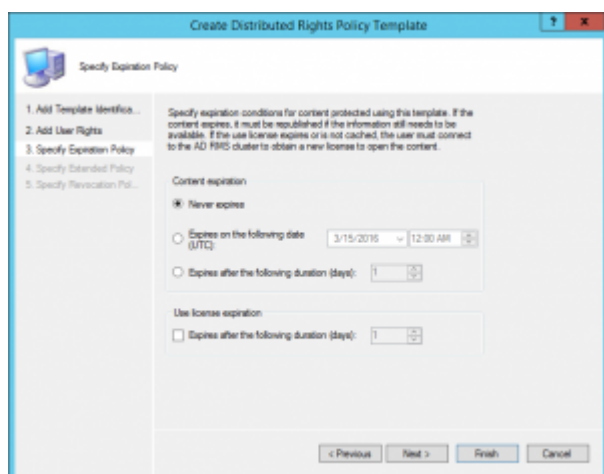 Create Distributed Rights Policy Template
? x
Specify Expiration Policy
1. Add Template Identifica...
2. Add User Rights
3. Specify Expiration Policy
4. Specify Extended Policy
5. Specify Revocation Pol...
Specify expiration conditions for content protected using this template. If the
content expires, it must be republished if the information still needs to be
available. If the use license expires or is not cached, the user must connect
to the AD RMS cluster to obtain a new license to open the content.
Content expiration
Never expires
Expires on the following date
(UTC):
3/15/2016 12:00 AM
Expires after the following duration (days): 1
Use license expiration
Expires after the following duration (days): 1
< Previous Next > Finish Cancel